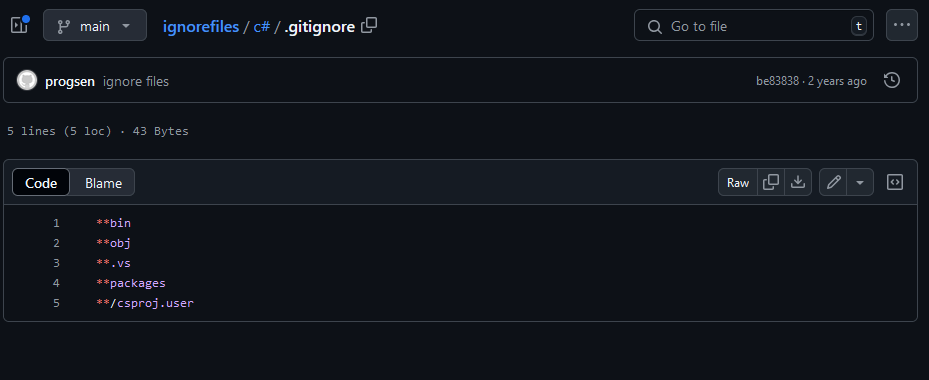 main
ignorefiles / c# / .gitignore
Go to file
t
progsen ignore files
be83838 · 2 years ago
5 lines (5 loc) · 43 Bytes
Code
Blame
Raw
1 **bin
2 **obj
3 **.vs
4 **packages
5 **/csproj.user